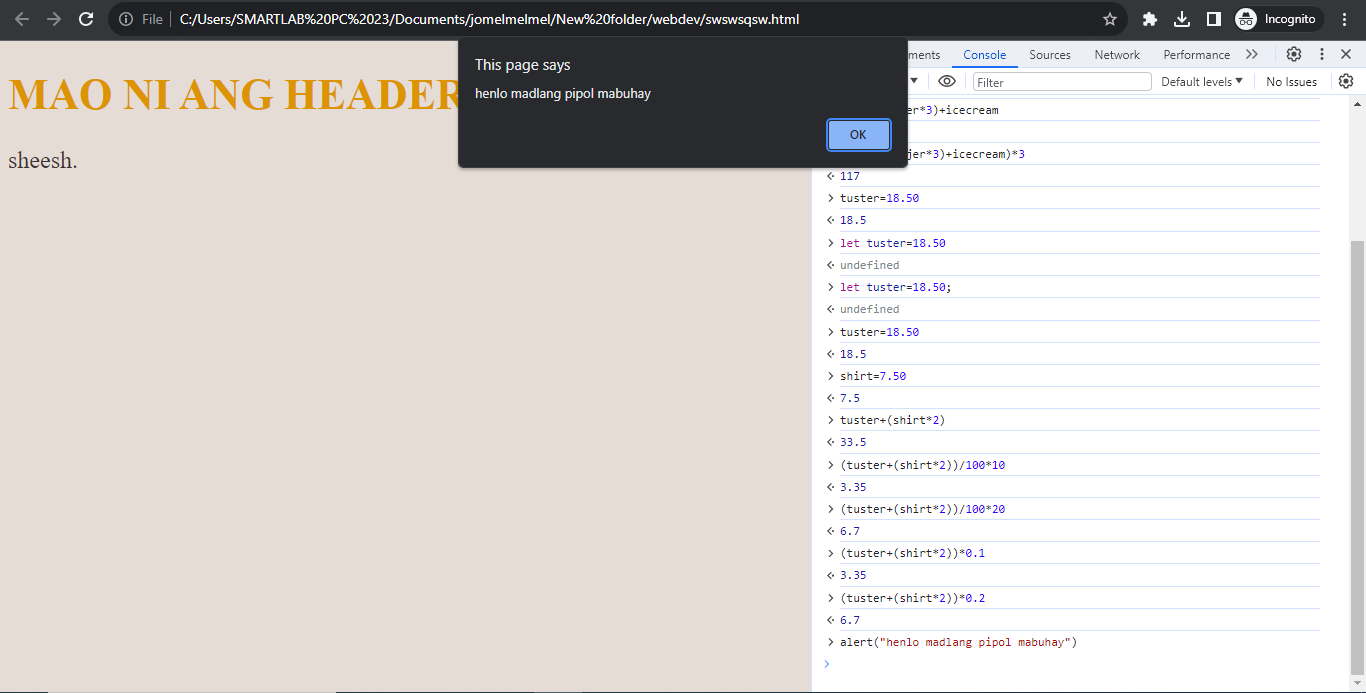 File C:/Users/SMARTLAB%20PC%2023/Documents/jomelmelmel/New%20folder/webdev/swswsqsw.html Incognito
MAO NI ANG HEADER
sheesh.
This page says
henlo madlang pipol mabuhay
OK
ments Console Sources Network Performance
Filter Default levels No Issues
er*3)+icecream
jer*3)+icecream)*3
117
tuster=18.50
18.5
let tuster=18.50
undefined
let tuster=18.50;
undefined
tuster=18.50
18.5
shirt=7.50
7.5
tuster+(shirt*2)
33.5
(tuster+(shirt*2))/100*10
3.35
(tuster+(shirt*2))/100*20
6.7
(tuster+(shirt*2))*0.1
3.35
(tuster+(shirt*2))*0.2
6.7
alert("henlo madlang pipol mabuhay")